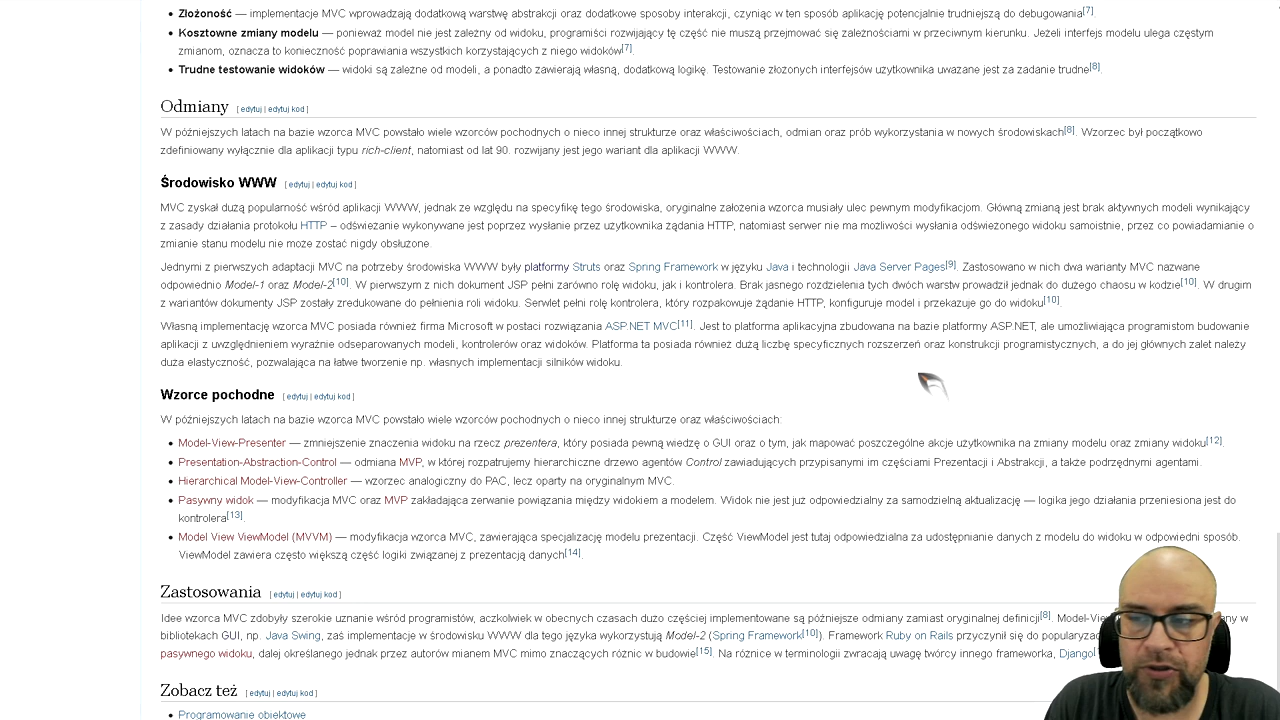 • Złożoność — implementacje MVC wprowadzają dodatkową warstwę abstrakcji oraz dodatkowe sposoby interakcji, czyniąc w ten sposób aplikację potencjalnie trudniejszą do debugowania[7].
• Kosztowne zmiany modelu — ponieważ model nie jest zależny od widoku, programiści rozwijający tę część nie muszą przejmować się zależnościami w przeciwnym kierunku. Jeżeli interfejs modelu ulega częstym
zmianom, oznacza to konieczność poprawiania wszystkich korzystających z niego widoków[7].
• Trudne testowanie widoków — widoki są zależne od modeli, a ponadto zawierają własną, dodatkową logikę. Testowanie złożonych interfejsów użytkownika uważane jest za zadanie trudne[8].
Odmiany [ edytuj | edytuj kod ]
W późniejszych latach na bazie wzorca MVC powstało wiele wzorców pochodnych o nieco innej strukturze oraz właściwościach, odmian oraz prób wykorzystania w nowych środowiskach[8]. Wzorzec był początkowo
zdefiniowany wyłącznie dla aplikacji typu rich-client, natomiast od lat 90. rozwijany jest jego wariant dla aplikacji WWW.
Środowisko WWW [ edytuj | edytuj kod ]
MVC zyskał dużą popularność wśród aplikacji WWW, jednak ze względu na specyfikę tego środowiska, oryginalne założenia wzorca musiały ulec pewnym modyfikacjom. Główną zmianą jest brak aktywnych modeli wynikający
z zasady działania protokołu HTTP – odświeżanie wykonywane jest poprzez wysłanie przez użytkownika żądania HTTP, natomiast serwer nie ma możliwości wysłania odświeżonego widoku samoistnie, przez co powiadamianie o
zmianie stanu modelu nie może zostać nigdy obsłużone.
Jednymi z pierwszych adaptacji MVC na potrzeby środowiska WWW były platformy Struts oraz Spring Framework w języku Java i technologii Java Server Pages[9]. Zastosowano w nich dwa warianty MVC nazwane
odpowiednio Model-1 oraz Model-2[10]. W pierwszym z nich dokument JSP pełni zarówno rolę widoku, jak i kontrolera. Brak jasnego rozdzielenia tych dwóch warstw prowadził jednak do dużego chaosu w kodzie[10]. W drugim
z wariantów dokumenty JSP zostały zredukowane do pełnienia roli widoku. Serwlet pełni rolę kontrolera, który rozpakowuje żądanie HTTP, konfiguruje model i przekazuje go do widoku[10].
Własną implementację wzorca MVC posiada również firma Microsoft w postaci rozwiązania ASP.NET MVC[11]. Jest to platforma aplikacyjna zbudowana na bazie platformy ASP.NET, ale umożliwiająca programistom budowanie
aplikacji z uwzględnieniem wyraźnie odseparowanych modeli, kontrolerów oraz widoków. Platforma ta posiada również dużą liczbę specyficznych rozszerzeń oraz konstrukcji programistycznych, a do jej głównych zalet należy
duża elastyczność, pozwalająca na łatwe tworzenie np. własnych implementacji silników widoku.
Wzorce pochodne [ edytuj | edytuj kod ]
W późniejszych latach na bazie wzorca MVC powstało wiele wzorców pochodnych o nieco innej strukturze oraz właściwościach:
• Model-View-Presenter — zmniejszenie znaczenia widoku na rzecz prezentera, który posiada pewną wiedzę o GUI oraz o tym, jak mapować poszczególne akcje użytkownika na zmiany modelu oraz zmiany widoku[12].
• Presentation-Abstraction-Control — odmiana MVP, w której rozpatrujemy hierarchiczne drzewo agentów Control zawiadujących przypisanymi im częściami Prezentacji i Abstrakcji, a także podrzędnymi agentami.
• Hierarchical Model-View-Controller — wzorzec analogiczny do PAC, lecz oparty na oryginalnym MVC.
• Pasywny widok — modyfikacja MVC oraz MVP zakładająca zerwanie powiązania między widokiem a modelem. Widok nie jest już odpowiedzialny za samodzielną aktualizację — logika jego działania przeniesiona jest do
kontrolera[13].
• Model View ViewModel (MVVM) — modyfikacja wzorca MVC, zawierająca specjalizację modelu prezentacji. Część ViewModel jest tutaj odpowiedzialna za udostępnianie danych z modelu do widoku w odpowiedni sposób.
ViewModel zawiera często większą część logiki związanej z prezentacją danych[14].
Zastosowania [ edytuj | edytuj kod ]
Idee wzorca MVC zdobyły szerokie uznanie wśród programistów, aczkolwiek w obecnych czasach dużo częściej implementowane są późniejsze odmiany zamiast oryginalnej definicji[8]. w
bibliotekach GUI, np. Java Swing, zaś implementacje w środowisku WWW dla tego języka wykorzystują Model-2 (Spring Framework[10]). Framework Ruby on Rails przyczynił się do
pasywnego widoku, dalej określanego jednak przez autorów mianem MVC mimo znaczących różnic w budowie[15]. Na różnice w terminologii zwracają uwagę twórcy innego frameworka, Django
Zobacz też [ edytuj | edytuj kod ]
• Programowanie obiektowe